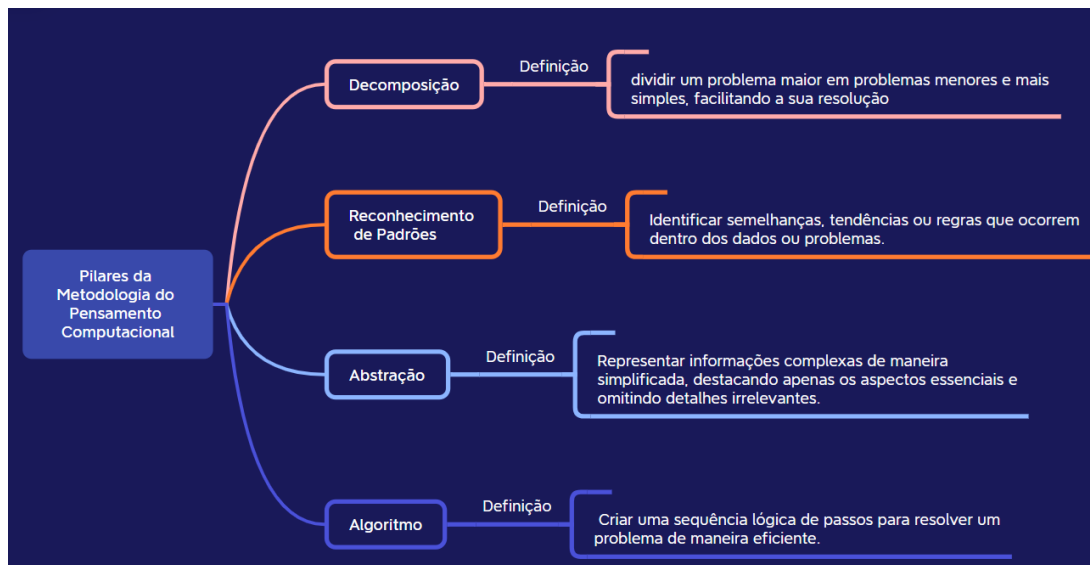 Decomposição
Definição
dividir um problema maior em problemas menores e mais
simples, facilitando a sua resolução
Reconhecimento
de Padrões
Definição
Identificar semelhanças, tendências ou regras que ocorrem
dentro dos dados ou problemas.
Pilares da
Metodologia do
Pensamento
Computacional
Abstração
Definição
Representar informações complexas de maneira
simplificada, destacando apenas os aspectos essenciais e
omitindo detalhes irrelevantes.
Algoritmo
Definição
Criar uma sequência lógica de passos para resolver um
problema de maneira eficiente.